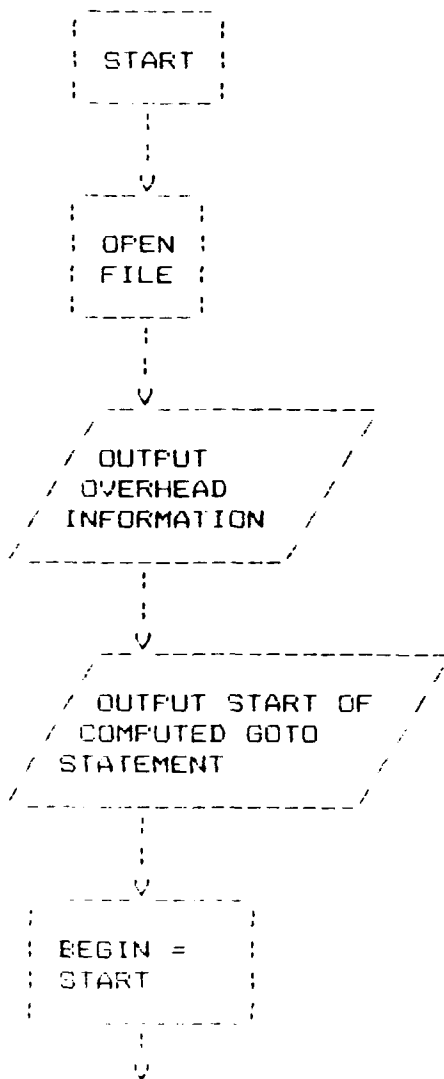 START
OPEN
FILE
OUTPUT
OVERHEAD
INFORMATION
OUTPUT START OF
COMPUTED GOTO
STATEMENT
BEGIN =
START